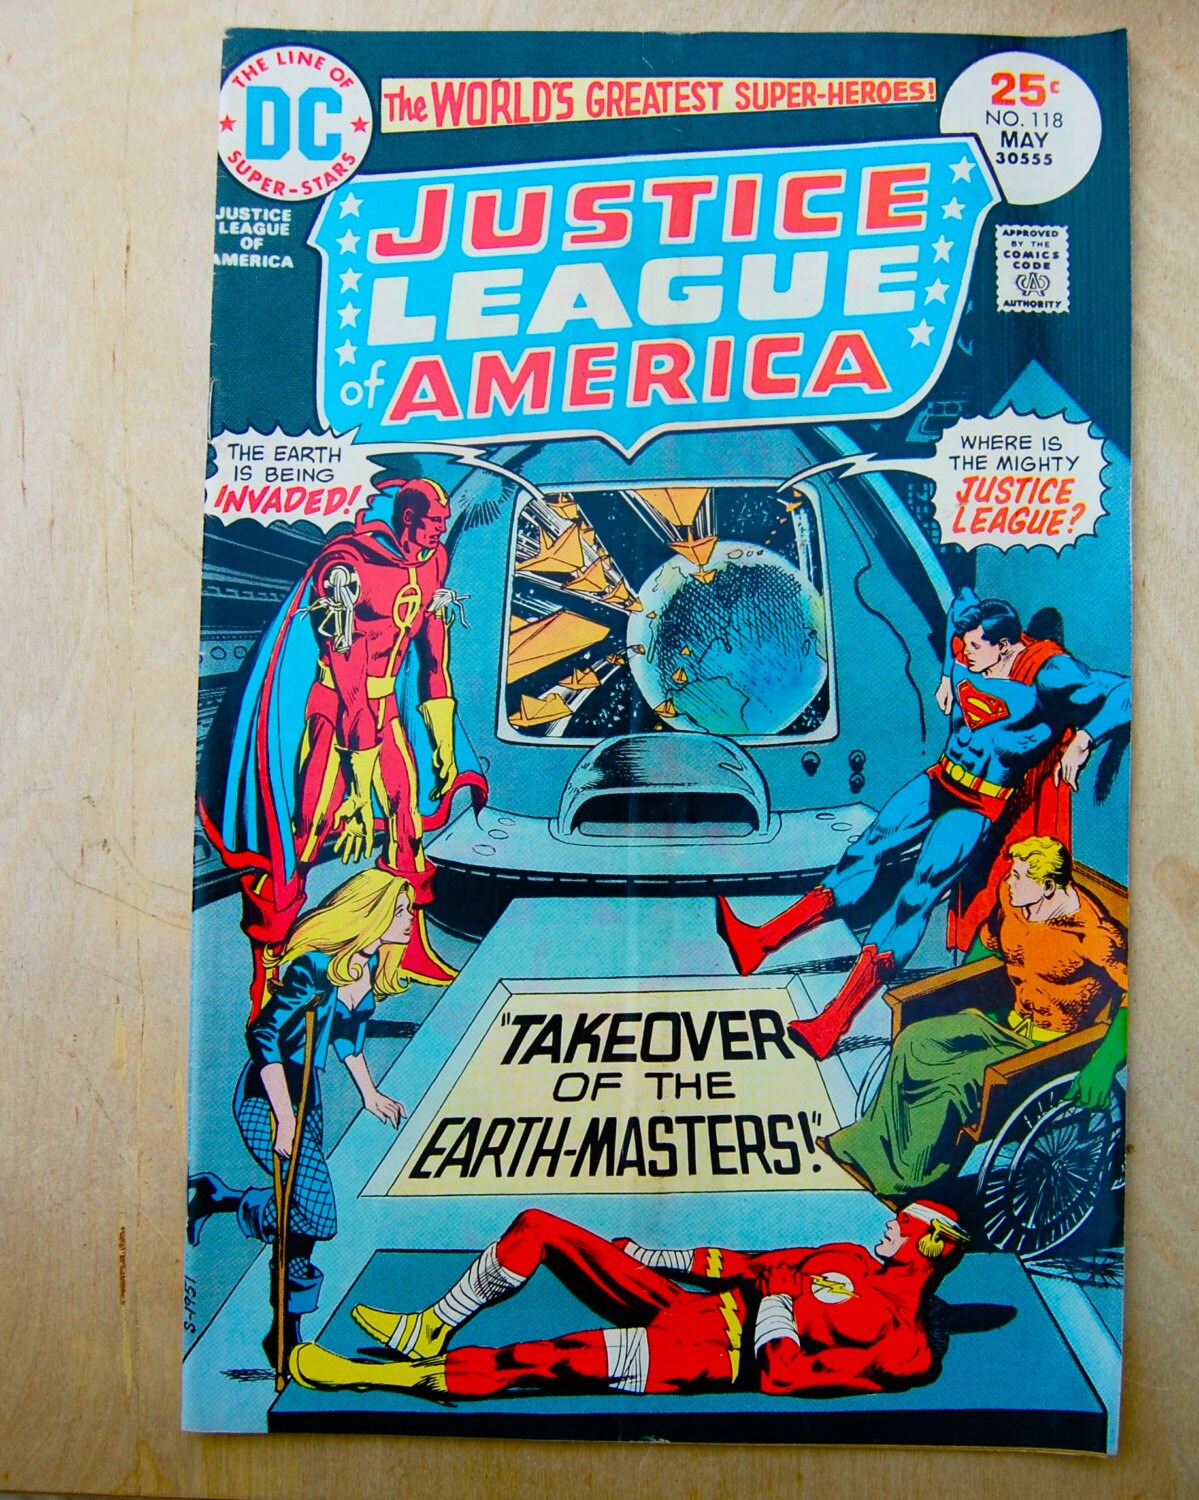 THE LINE OF
DC
SUPER-STARS
The WORLD'S GREATEST SUPER-HEROES!
25¢
NO. 118
MAY
30555
JUSTICE
LEAGUE
OF
AMERICA
JUSTICE
LEAGUE
of AMERICA
APPROVED
BY THE
COMICS
CODE
CA
AUTHORITY
THE EARTH
IS BEING
INVADED!
WHERE IS
THE MIGHTY
JUSTICE
LEAGUE?
"TAKEOVER
OF THE
EARTH-MASTERS!"
S-1951